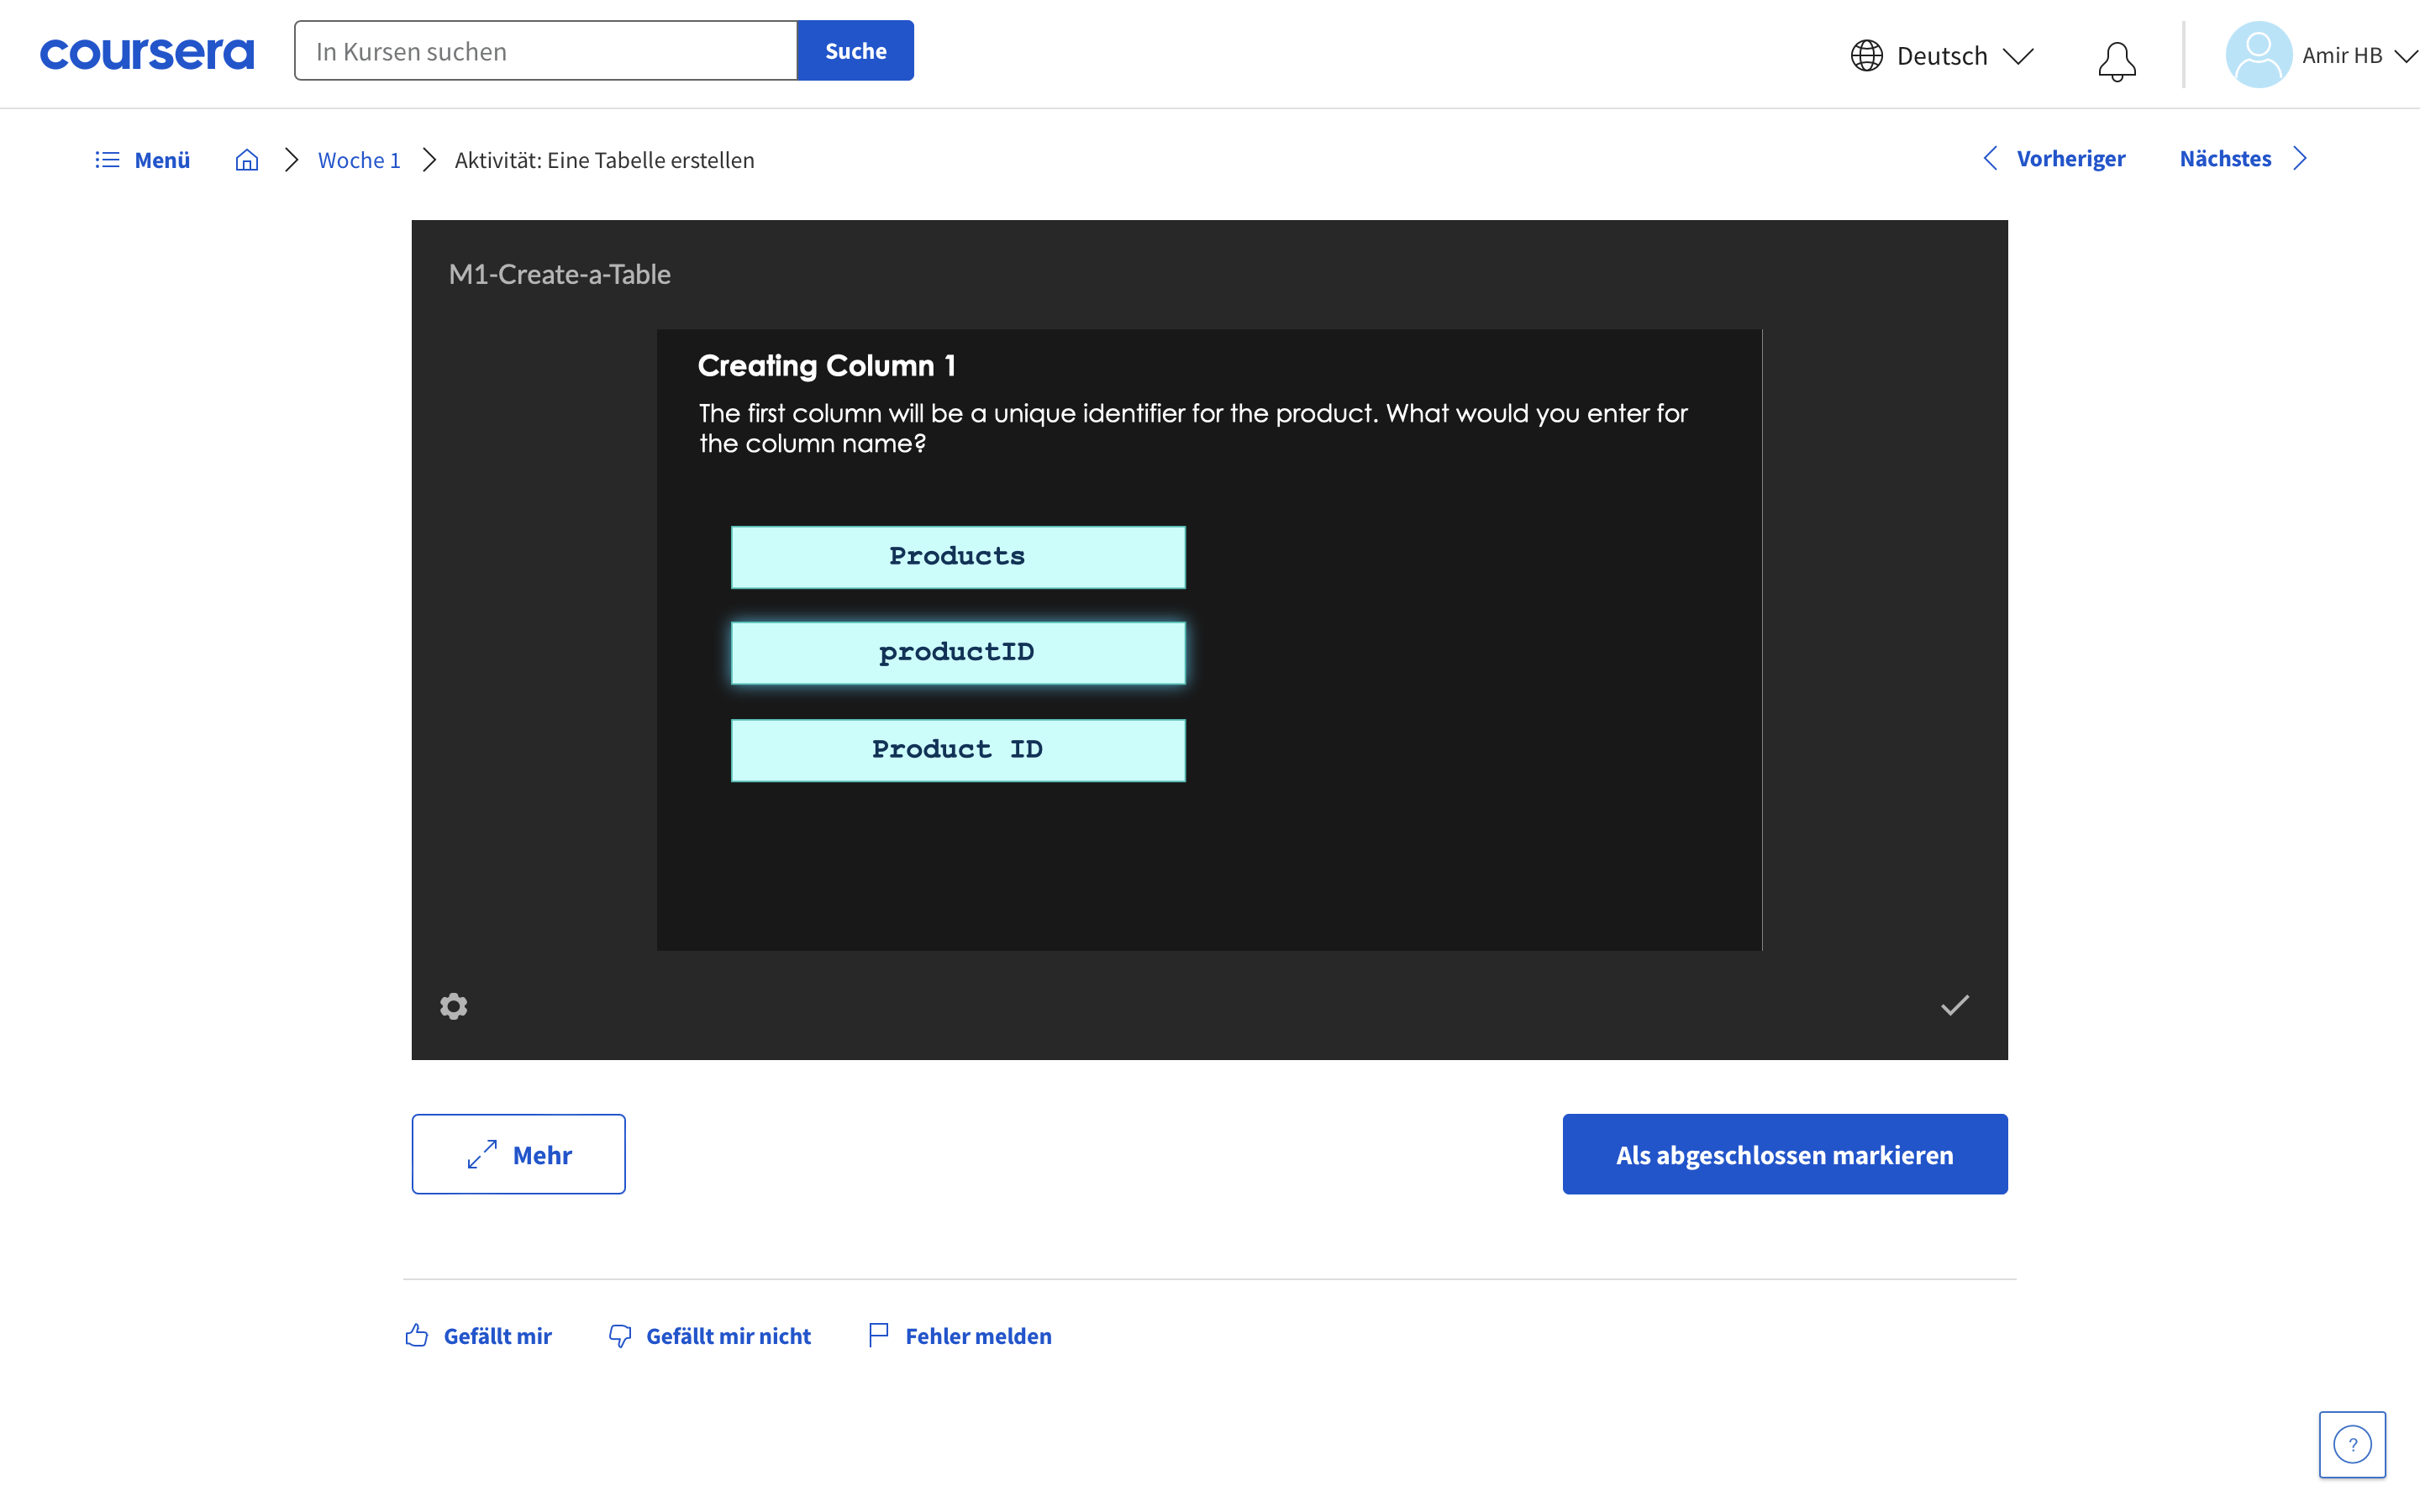 coursera
In Kursen suchen
Suche
Deutsch
Amir HB
Menü
Woche 1
Aktivität: Eine Tabelle erstellen
Vorheriger
Nächstes
M1-Create-a-Table
Creating Column 1
The first column will be a unique identifier for the product. What would you enter for
the column name?
Products
productID
Product ID
Mehr
Als abgeschlossen markieren
Gefällt mir
Gefällt mir nicht
Fehler melden
?